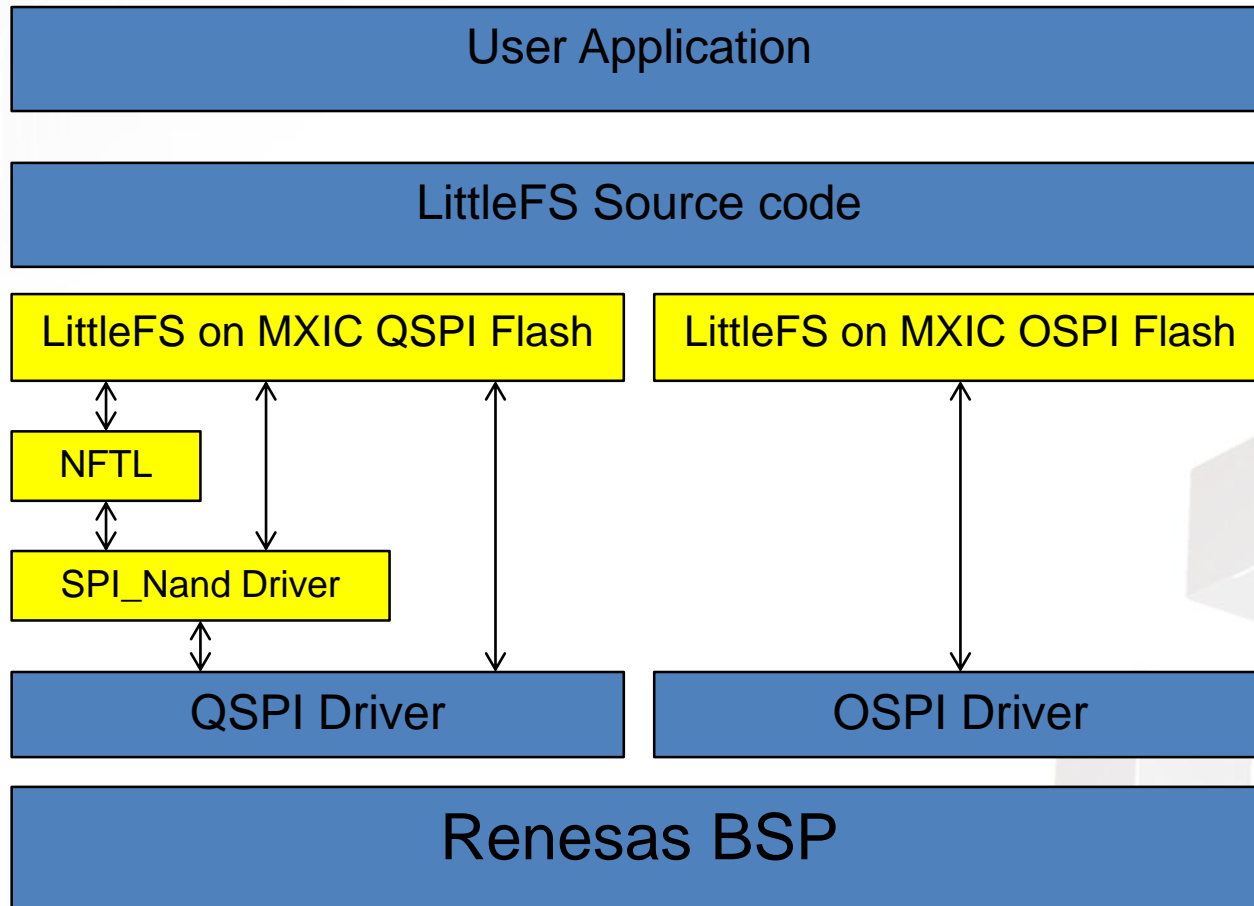 User Application
LittleFS Source code
LittleFS on MXIC QSPI Flash
LittleFS on MXIC OSPI Flash
NFTL
SPI_Nand Driver
QSPI Driver
OSPI Driver
Renesas BSP